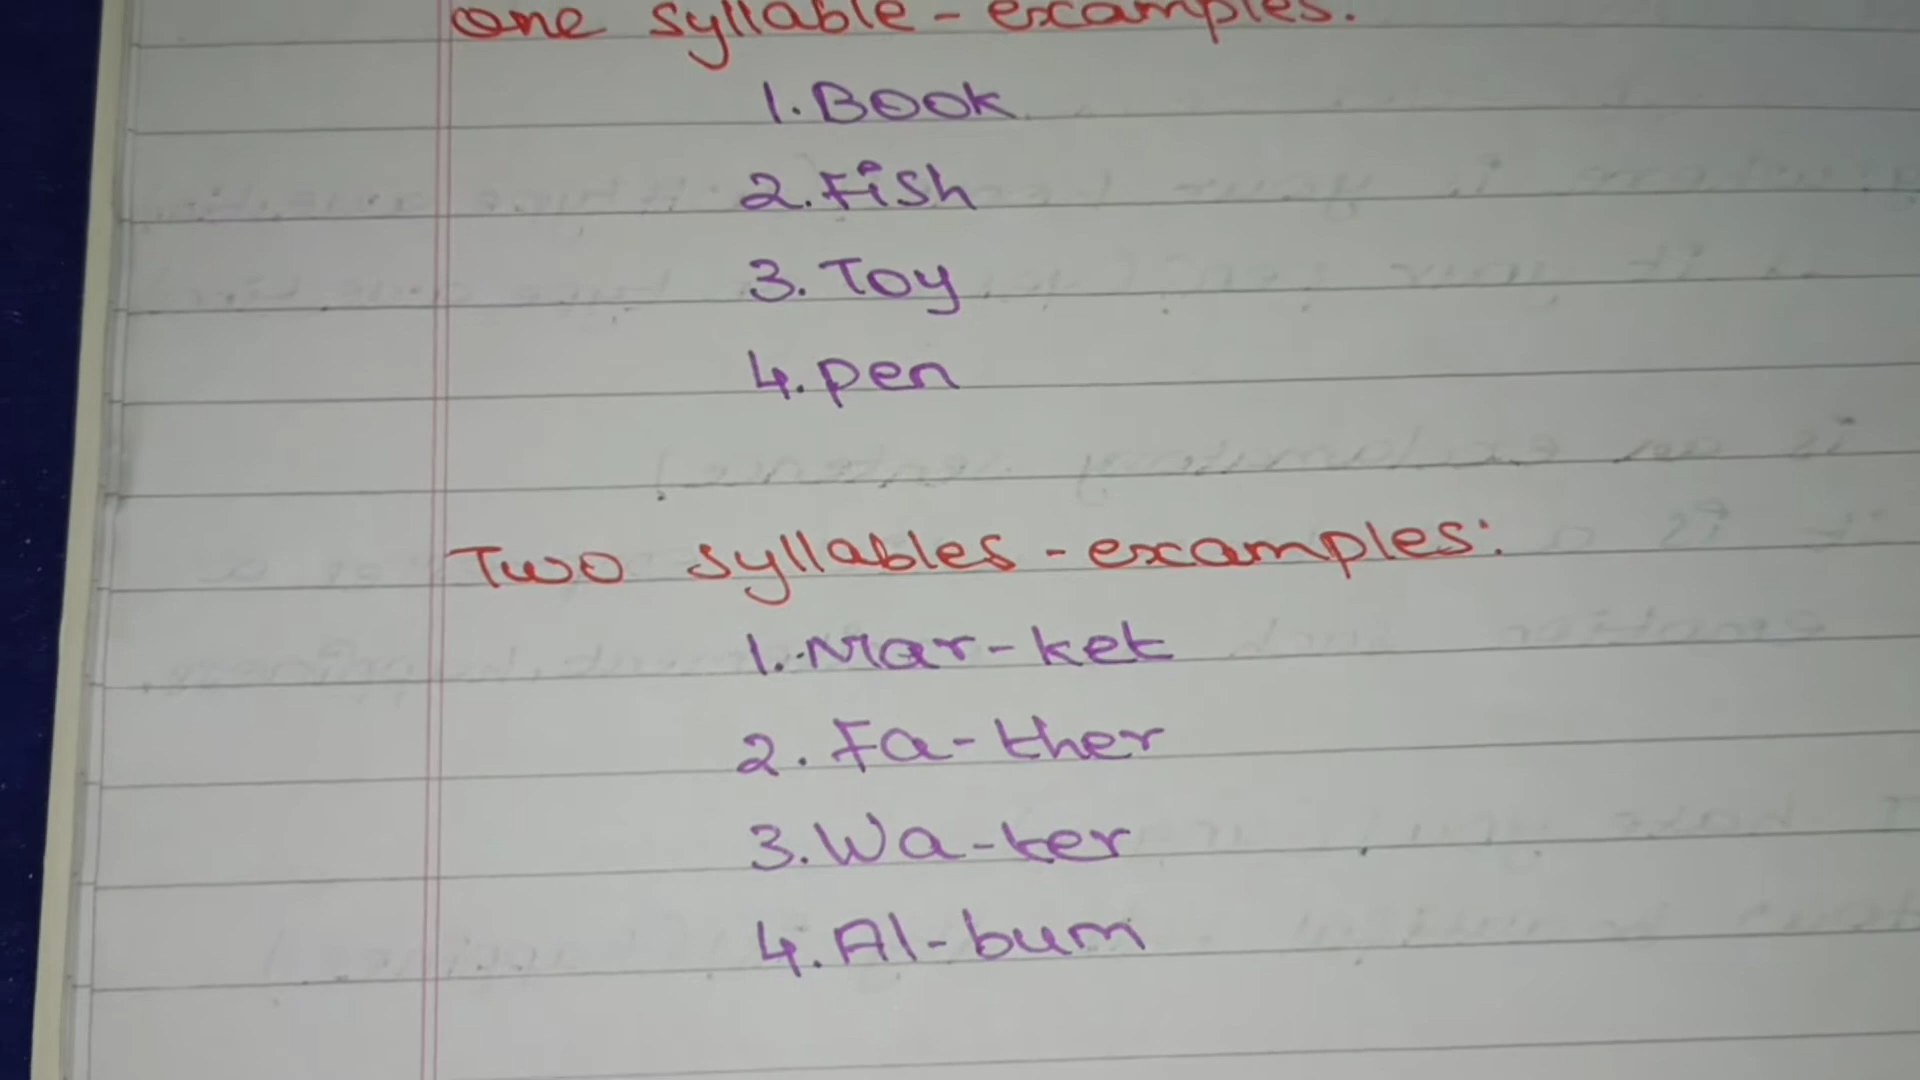 one syllable - examples.
1. Book
2. Fish
3. Toy
4. pen
Two syllables - examples:
1. Mar-ket
2. Fa-ther
3. Wa-ter
4. Al-bum